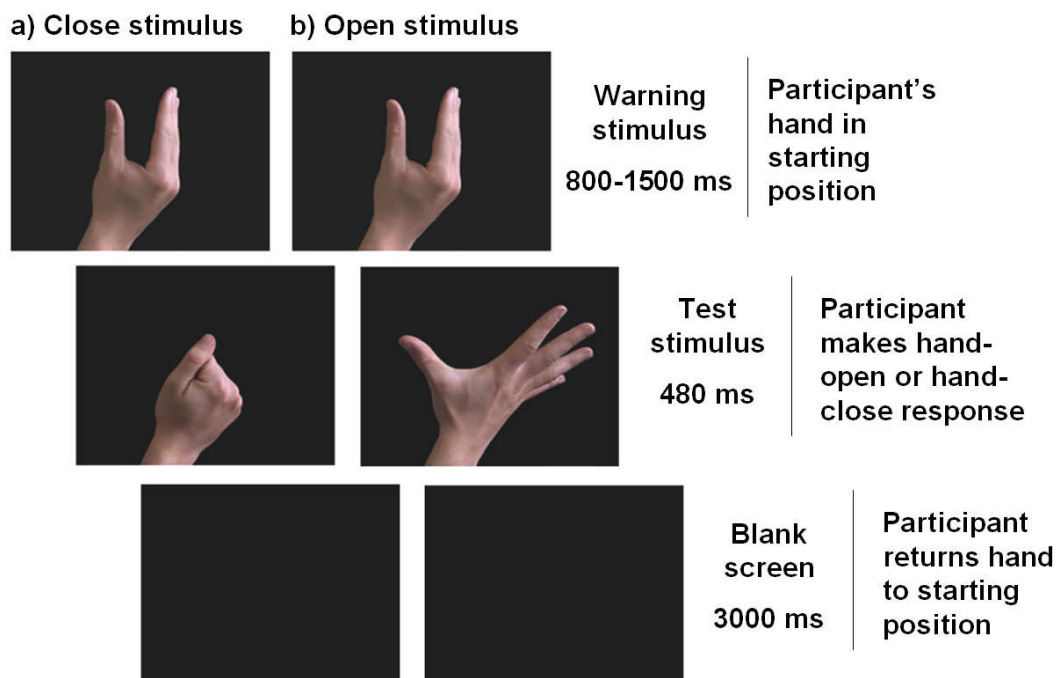 a) Close stimulus
b) Open stimulus
Warning
stimulus
800-1500 ms
Participant's
hand in
starting
position
Test
stimulus
480 ms
Participant
makes hand-
open or hand-
close response
Blank
screen
3000 ms
Participant
returns hand
to starting
position